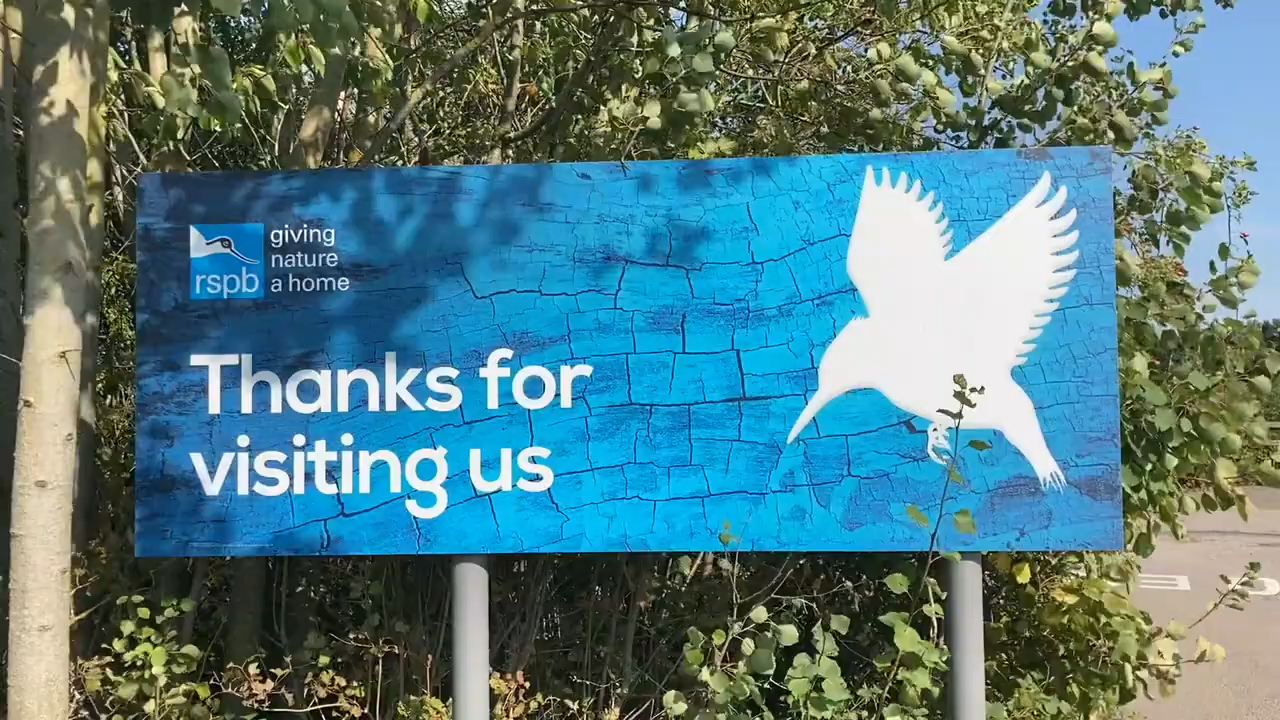 giving
nature
a home
rspb
Thanks for
visiting us